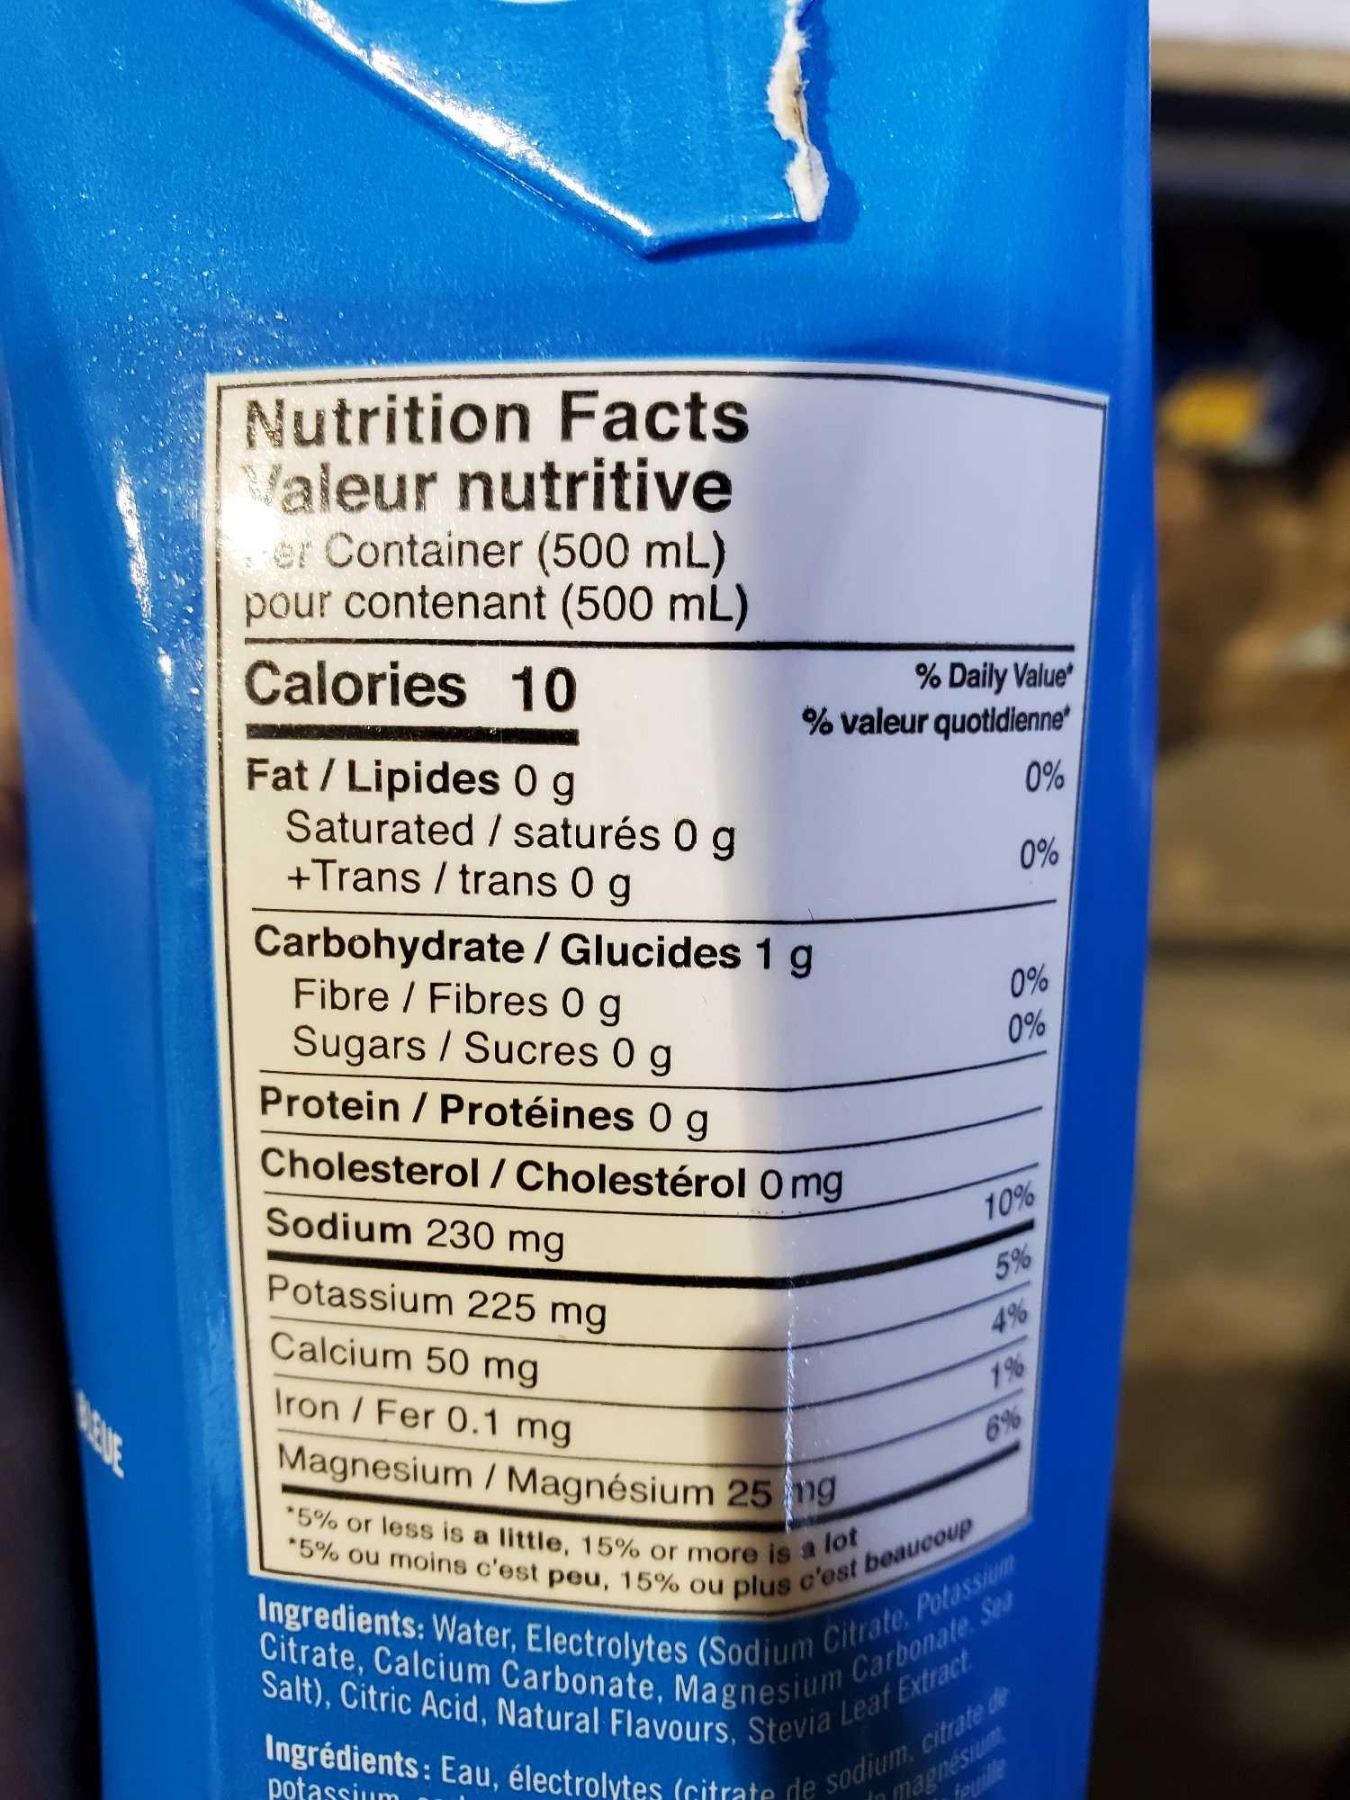 Nutrition Facts
Valeur nutritive
Per Container (500 mL)
pour contenant (500 mL)
Calories 10
% Daily Value*
% valeur quotidienne*
Fat / Lipides 0 g 0%
Saturated / saturés 0 g
+Trans / trans 0 g 0%
Carbohydrate / Glucides 1 g
Fibre / Fibres 0 g 0%
Sugars / Sucres 0 g 0%
Protein / Protéines 0 g
Cholesterol / Cholestérol 0 mg
Sodium 230 mg 10%
Potassium 225 mg 5%
Calcium 50 mg 4%
Iron / Fer 0.1 mg 1%
Magnesium / Magnésium 25 mg 6%
*5% or less is a little, 15% or more is a lot
*5% ou moins c'est peu, 15% ou plus c'est beaucoup
Ingredients: Water, Electrolytes (Sodium Citrate, Potassium
Citrate, Calcium Carbonate, Magnesium Carbonate, Sea
Salt), Citric Acid, Natural Flavours, Stevia Leaf Extract.
Ingrédients: Eau, électrolytes (citrate de sodium, citrate de
potassium magnésium,
feuille
BLEUE